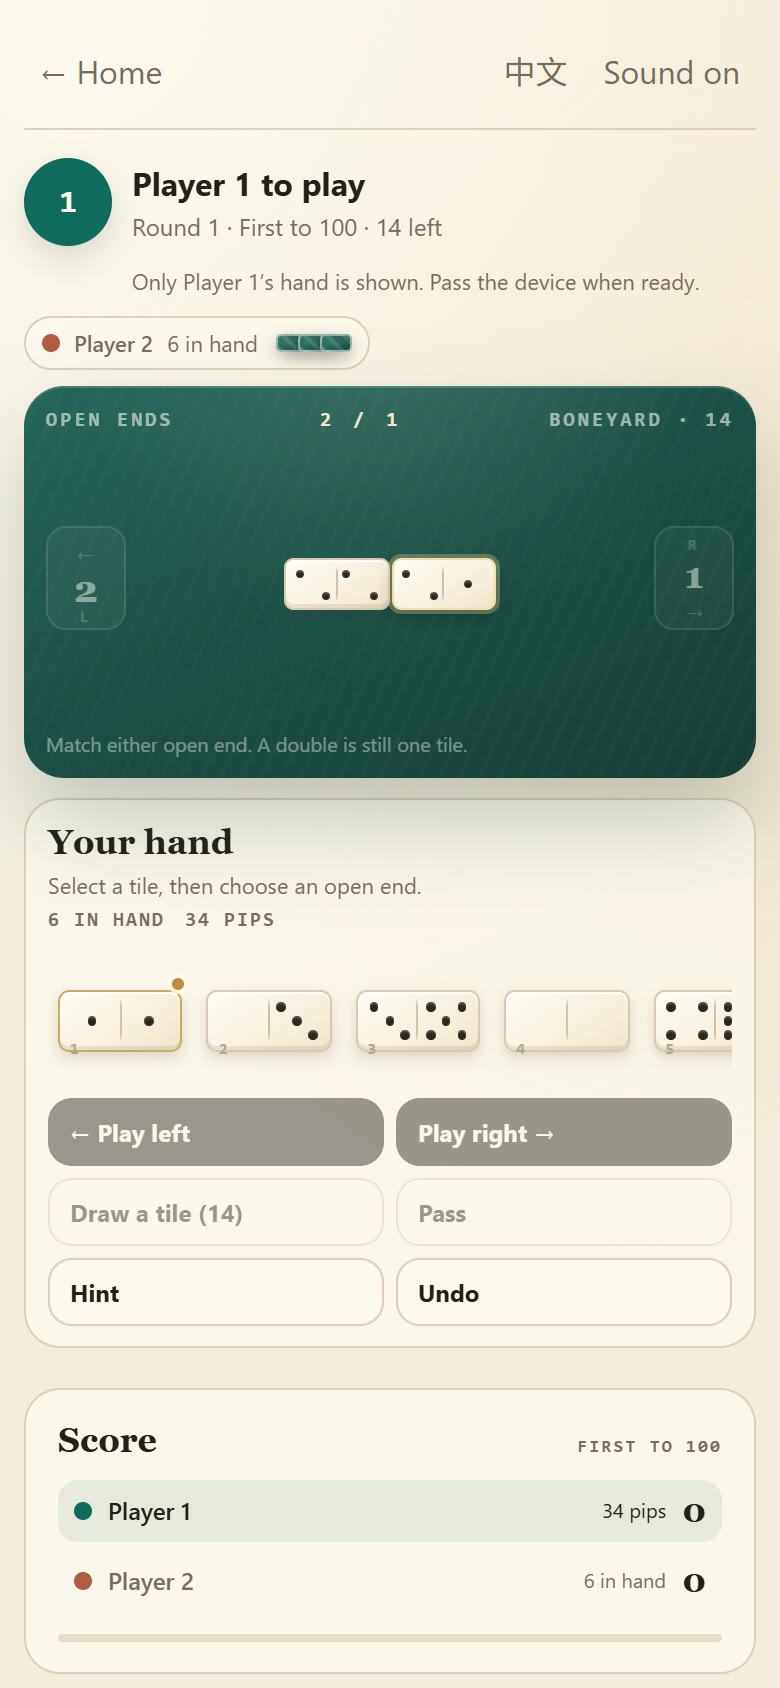 ← Home 中文 Sound on
1
Player 1 to play
Round 1 · First to 100 · 14 left
Only Player 1’s hand is shown. Pass the device when ready.
Player 2 6 in hand
OPEN ENDS 2 / 1 BONEYARD · 14
←
2
L
R
1
→
Match either open end. A double is still one tile.
Your hand
Select a tile, then choose an open end.
6 IN HAND 34 PIPS
1 2 3 4 5
← Play left Play right →
Draw a tile (14) Pass
Hint Undo
Score FIRST TO 100
Player 1 34 pips 0
Player 2 6 in hand 0